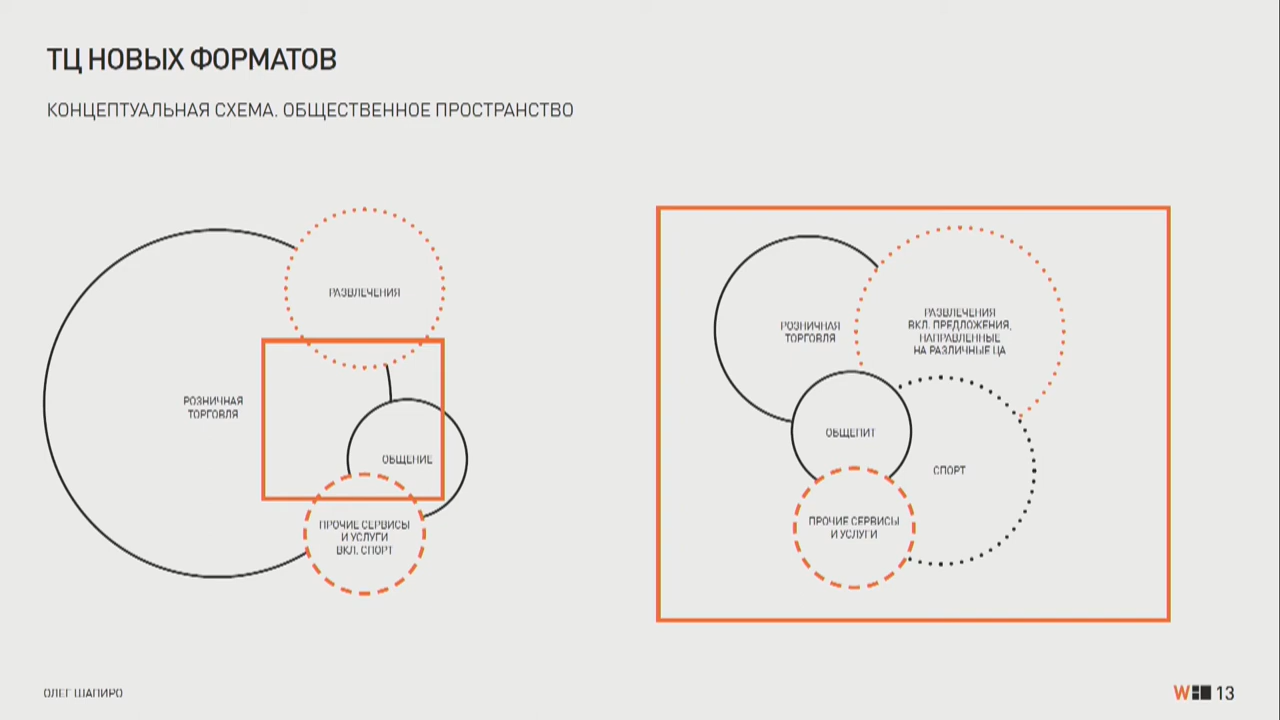 ТЦ НОВЫХ ФОРМАТОВ
КОНЦЕПТУАЛЬНАЯ СХЕМА. ОБЩЕСТВЕННОЕ ПРОСТРАНСТВО
РАЗВЛЕЧЕНИЯ
РОЗНИЧНАЯ
ТОРГОВЛЯ
ОБЩЕНИЕ
ПРОЧИЕ СЕРВИСЫ
И УСЛУГИ
ВКЛ. СПОРТ
РОЗНИЧНАЯ
ТОРГОВЛЯ
РАЗВЛЕЧЕНИЯ
ВКЛ. ПРЕДЛОЖЕНИЯ,
НАПРАВЛЕННЫЕ
НА РАЗЛИЧНЫЕ ЦА
ОБЩЕПИТ
СПОРТ
ПРОЧИЕ СЕРВИСЫ
И УСЛУГИ
ОЛЕГ ШАПИРО
W 13